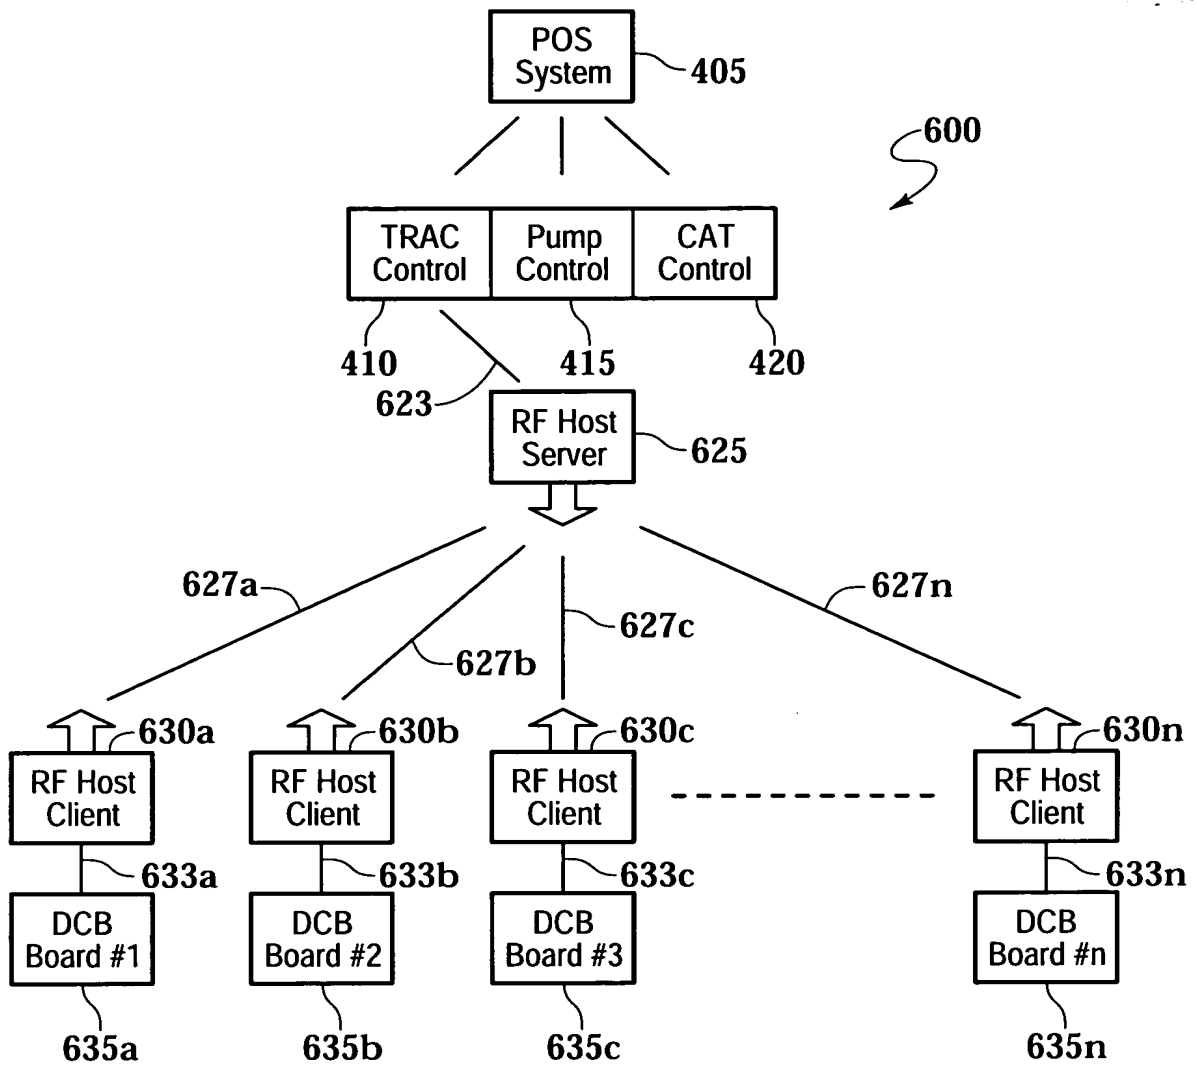 POS
System
405
600
TRAC
Control
Pump
Control
CAT
Control
410
415
420
623
RF Host
Server
625
627a
627b
627c
627n
630a
630b
630c
630n
RF Host
Client
RF Host
Client
RF Host
Client
RF Host
Client
633a
633b
633c
633n
DCB
Board #1
DCB
Board #2
DCB
Board #3
DCB
Board #n
635a
635b
635c
635n